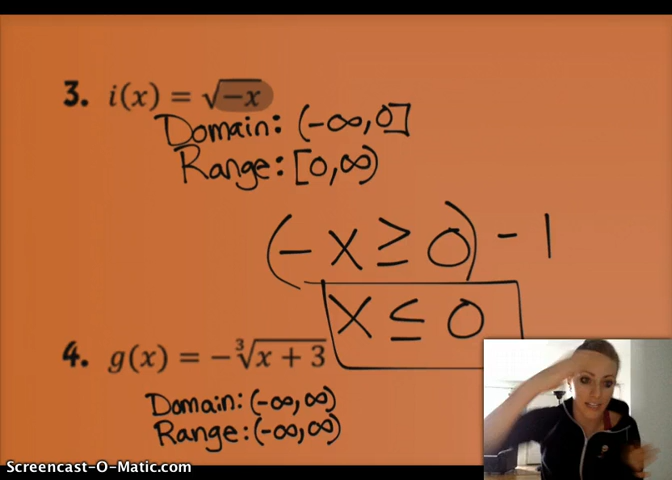 3. i(x) = √−x
Domain: (-∞, 0]
Range: [0, ∞)
(-x ≥ 0) -1
x ≤ 0
4. g(x) = −∛x + 3
Domain: (-∞, ∞)
Range: (-∞, ∞)
Screencast-O-Matic.com